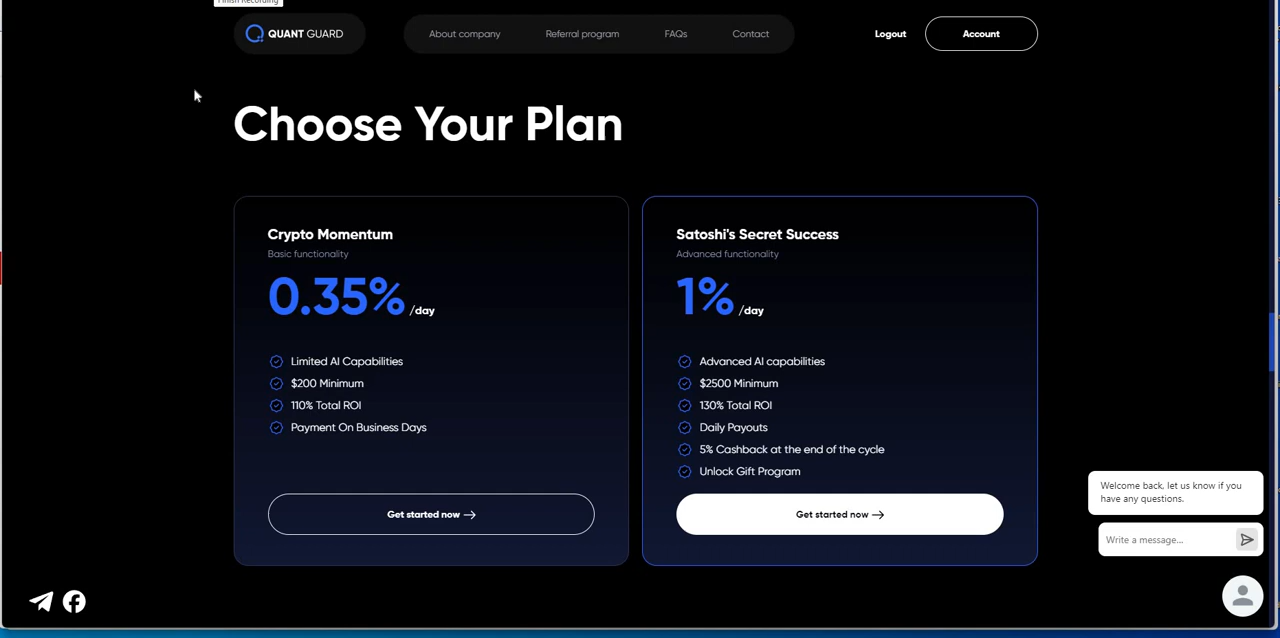 Finish Recording
QUANT GUARD
About company
Referral program
FAQs
Contact
Logout
Account
Choose Your Plan
Crypto Momentum
Basic functionality
0.35% /day
Limited AI Capabilities
$200 Minimum
110% Total ROI
Payment On Business Days
Get started now
Satoshi's Secret Success
Advanced functionality
1% /day
Advanced AI capabilities
$2500 Minimum
130% Total ROI
Daily Payouts
5% Cashback at the end of the cycle
Unlock Gift Program
Get started now
Welcome back, let us know if you
have any questions.
Write a message...